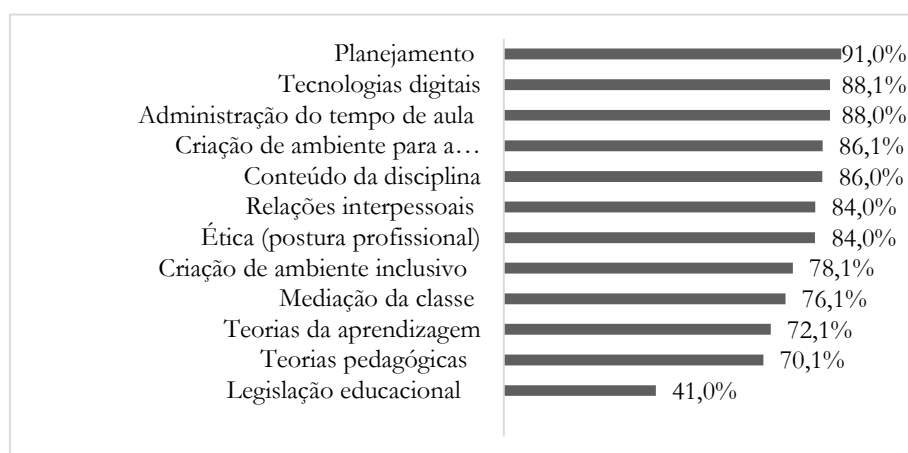 Planejamento 91,0%
Tecnologias digitais 88,1%
Administração do tempo de aula 88,0%
Criação de ambiente para a… 86,1%
Conteúdo da disciplina 86,0%
Relações interpessoais 84,0%
Ética (postura profissional) 84,0%
Criação de ambiente inclusivo 78,1%
Mediação da classe 76,1%
Teorias da aprendizagem 72,1%
Teorias pedagógicas 70,1%
Legislação educacional 41,0%